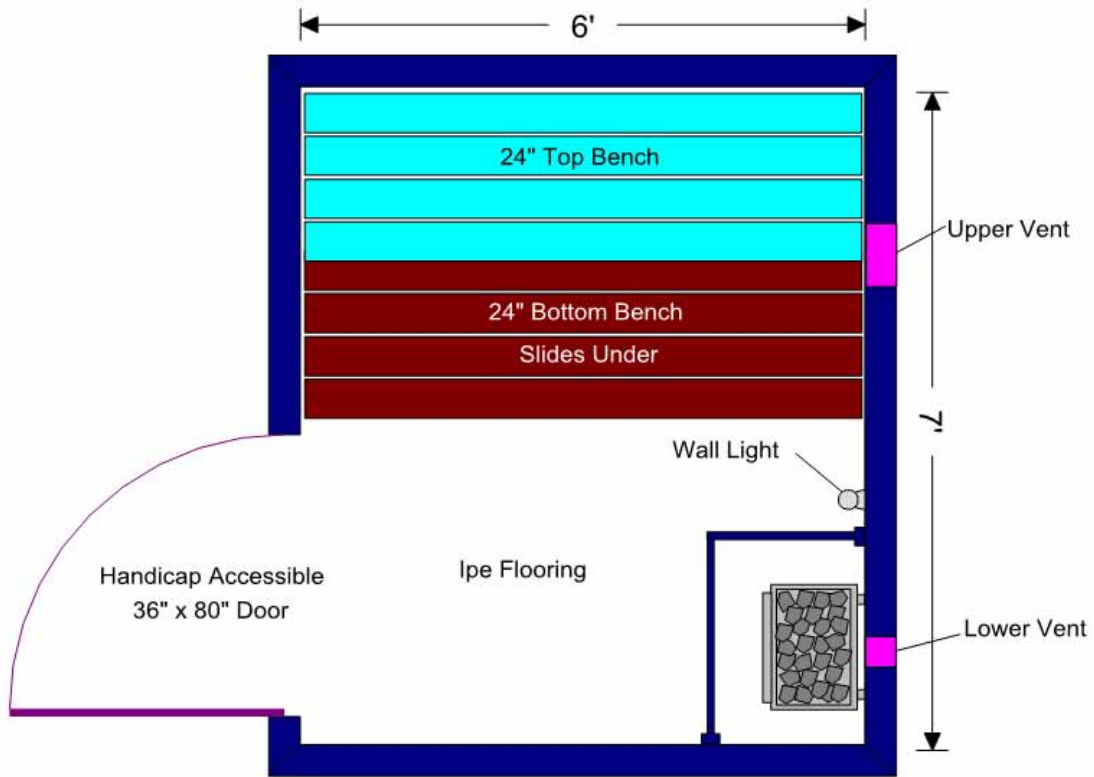 6'
24" Top Bench
Upper Vent
24" Bottom Bench
Slides Under
7'
Wall Light
Ipe Flooring
Handicap Accessible
36" x 80" Door
Lower Vent